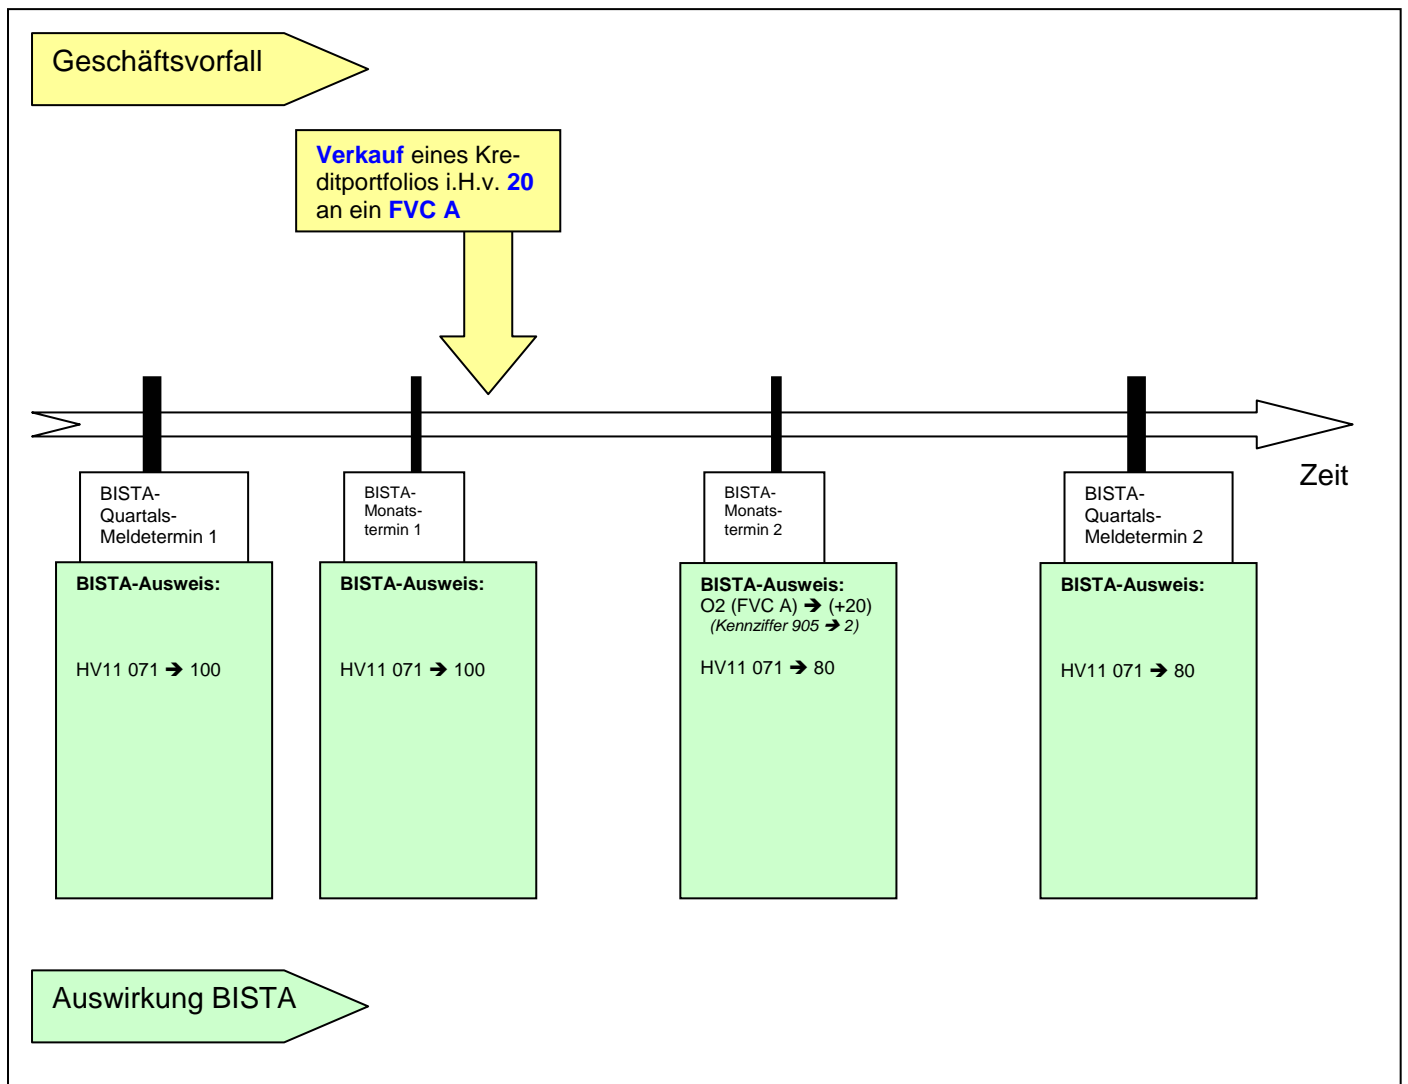 Geschäftsvorfall
Verkauf eines Kre-
ditportfolios i.H.v. 20
an ein FVC A
Zeit
BISTA-
Quartals-
Meldetermin 1
BISTA-Ausweis:
HV11 071 ➔ 100
BISTA-
Monats-
termin 1
BISTA-Ausweis:
HV11 071 ➔ 100
BISTA-
Monats-
termin 2
BISTA-Ausweis:
O2 (FVC A) ➔ (+20)
(Kennziffer 905 ➔ 2)
HV11 071 ➔ 80
BISTA-
Quartals-
Meldetermin 2
BISTA-Ausweis:
HV11 071 ➔ 80
Auswirkung BISTA